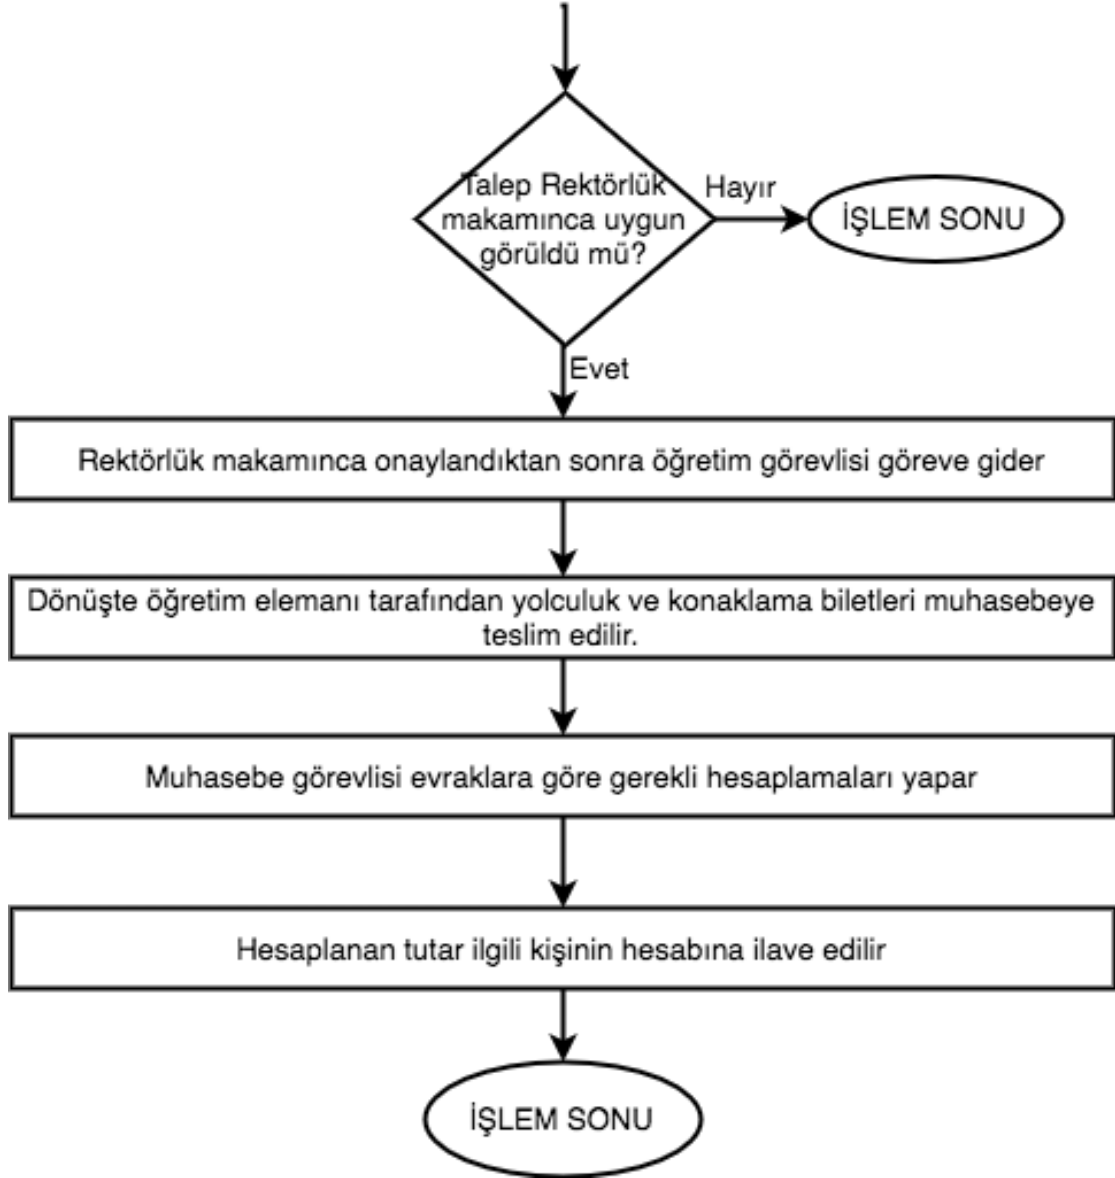 Talep Rektörlük
makamınca uygun
görüldü mü?
Hayır
İŞLEM SONU
Evet
Rektörlük makamınca onaylandıktan sonra öğretim görevlisi göreve gider
Dönüşte öğretim elemanı tarafından yolculuk ve konaklama biletleri muhasebeye
teslim edilir.
Muhasebe görevlisi evraklara göre gerekli hesaplamaları yapar
Hesaplanan tutar ilgili kişinin hesabına ilave edilir
İŞLEM SONU